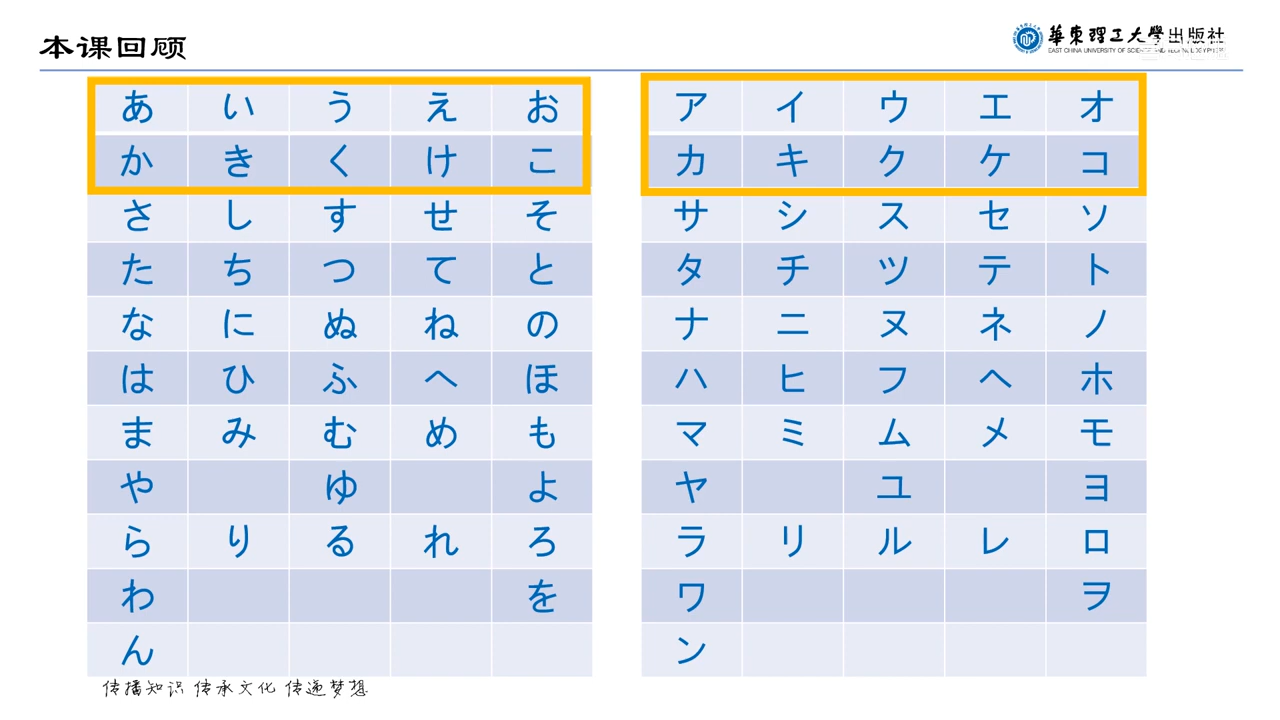 本课回顾
華東理工大學出版社
あ い う え お
か き く け こ
さ し す せ そ
た ち つ て と
な に ぬ ね の
は ひ ふ へ ほ
ま み む め も
や ゆ よ
ら り る れ ろ
わ を
ん
ア イ ウ エ オ
カ キ ク ケ コ
サ シ ス セ ソ
タ チ ツ テ ト
ナ ニ ヌ ネ ノ
ハ ヒ フ ヘ ホ
マ ミ ム メ モ
ヤ ユ ヨ
ラ リ ル レ ロ
ワ ヲ
ン
传播知识 传承文化 传递梦想